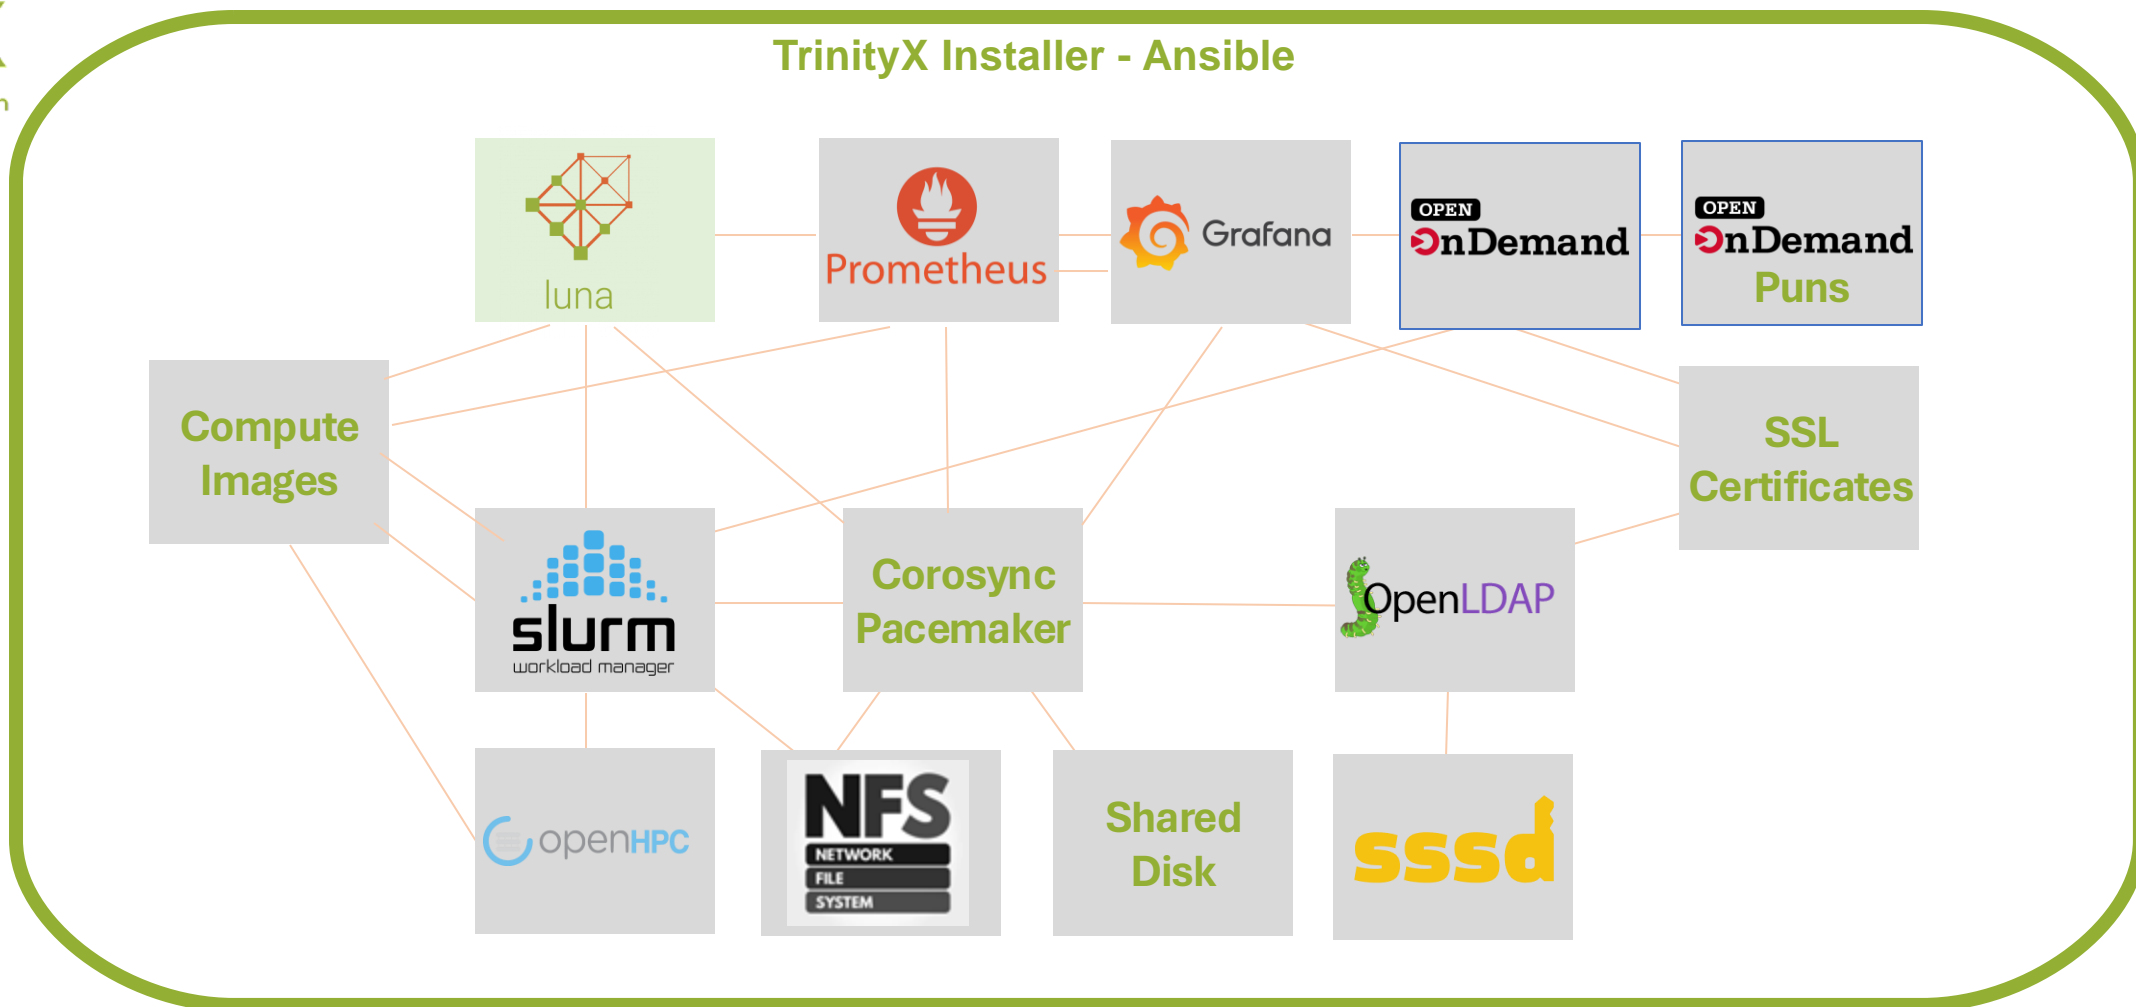 TrinityX Installer - Ansible
luna
Prometheus
Grafana
OPEN
OnDemand
OPEN
OnDemand
Puns
Compute
Images
SSL
Certificates
slurm
workload manager
Corosync
Pacemaker
OpenLDAP
openHPC
NFS
NETWORK
FILE
SYSTEM
Shared
Disk
sssd